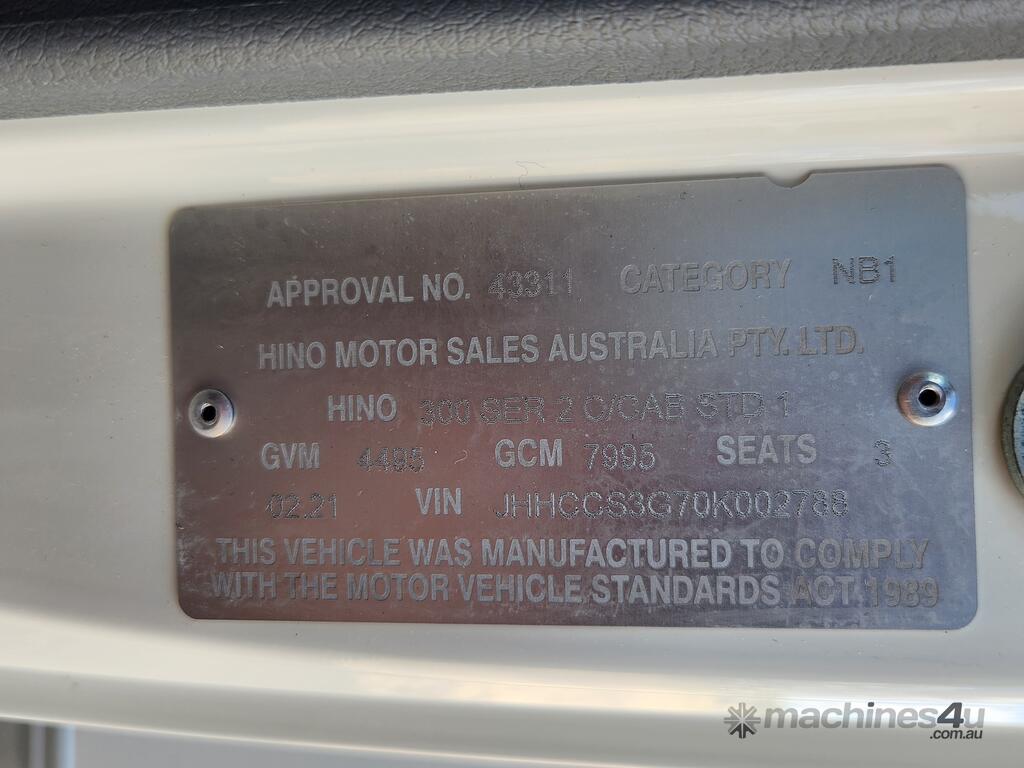 APPROVAL NO. 43311 CATEGORY NB1
HINO MOTOR SALES AUSTRALIA PTY. LTD.
HINO 300 SER 2 C/CAB STD 1
GVM 4495 GCM 7995 SEATS 3
02.21 VIN JHHCCS3G70K002788
THIS VEHICLE WAS MANUFACTURED TO COMPLY
WITH THE MOTOR VEHICLE STANDARDS ACT 1989
machines4u
.com.au